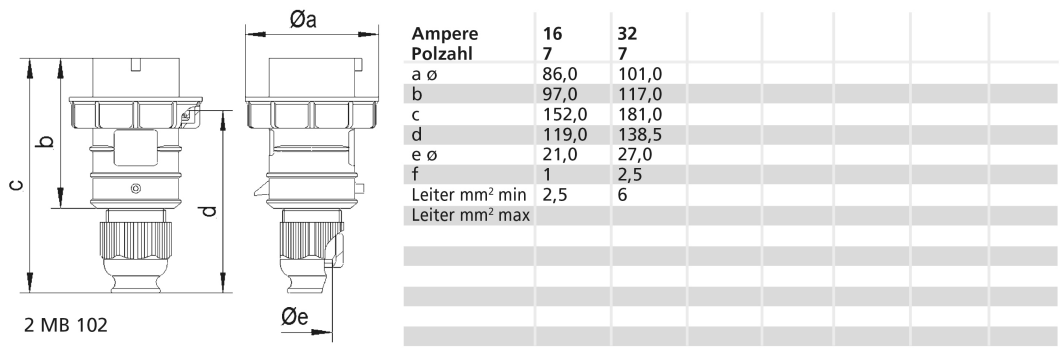 Øa
b
c
d
Øe
2 MB 102
Ampere 16 32
Polzahl 7 7
a ø 86,0 101,0
b 97,0 117,0
c 152,0 181,0
d 119,0 138,5
e ø 21,0 27,0
f 1 2,5
Leiter mm² min 2,5 6
Leiter mm² max